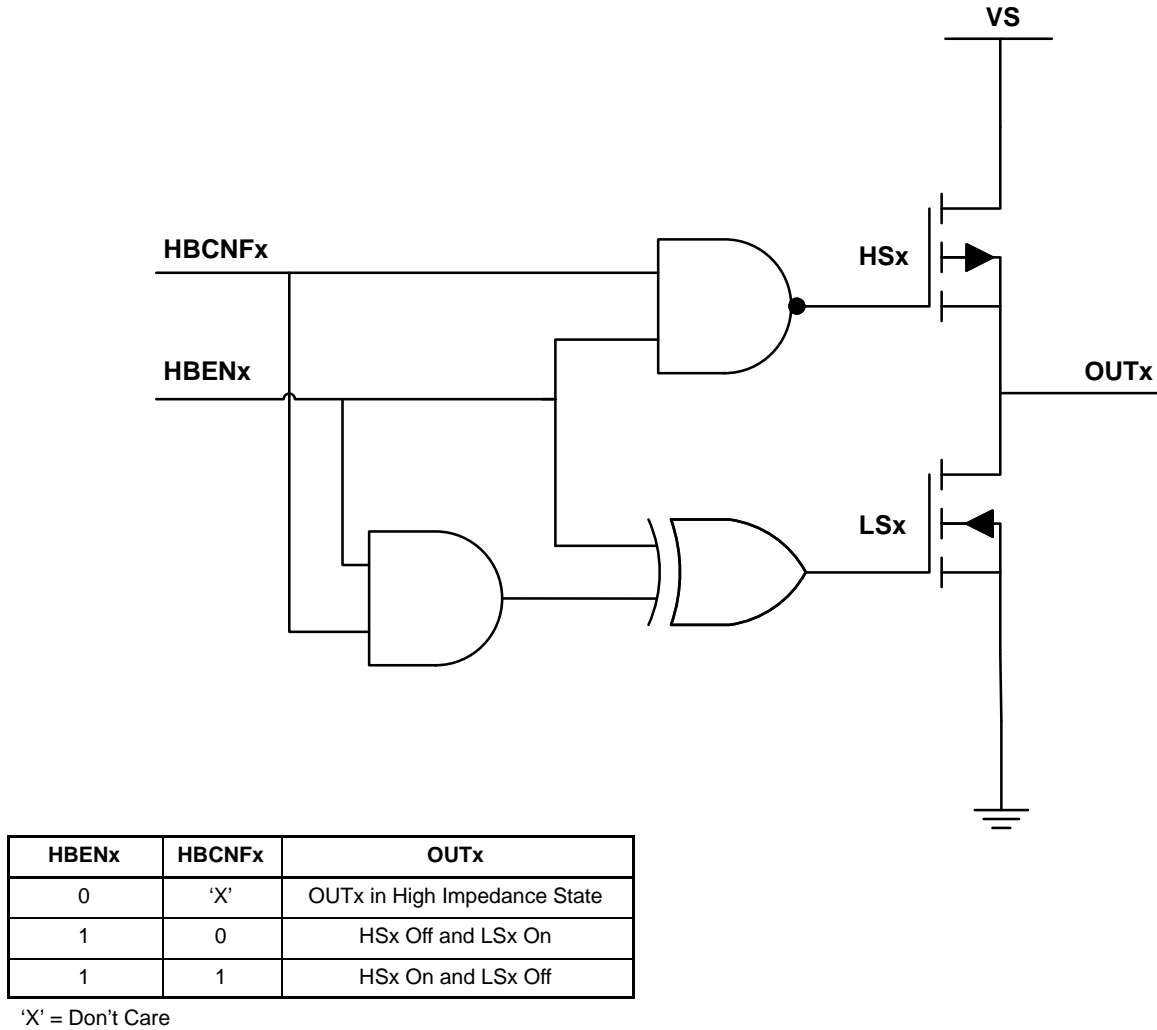 VS
HBCNFx
HSx
HBENx
OUTx
LSx
HBENx HBCNFx OUTx
0 ‘X’ OUTx in High Impedance State
1 0 HSx Off and LSx On
1 1 HSx On and LSx Off
‘X’ = Don’t Care